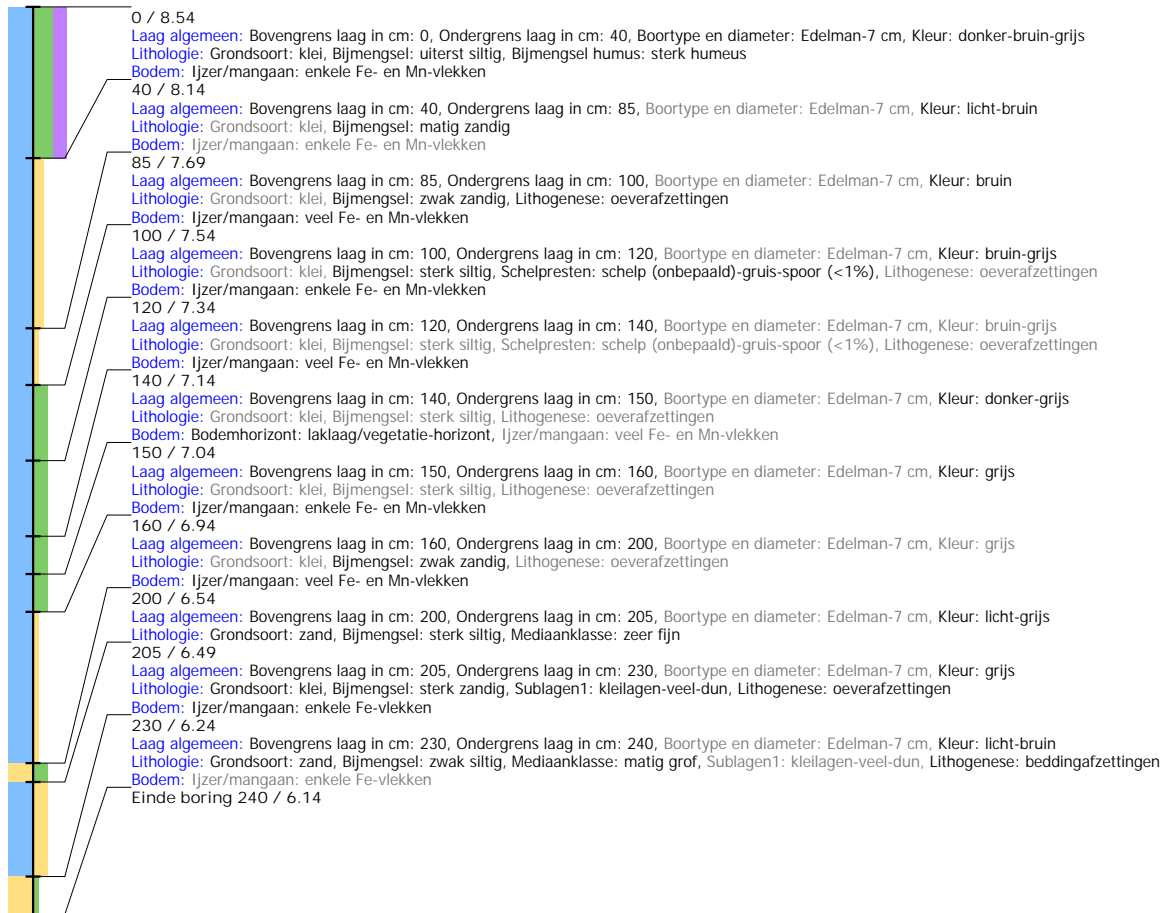 0 / 8.54
Laag algemeen: Bovengrens laag in cm: 0, Ondergrens laag in cm: 40, Boortype en diameter: Edelman-7 cm, Kleur: donker-bruin-grijs
Lithologie: Grondsoort: klei, Bijmengsel: uiterst siltig, Bijmengsel humus: sterk humeus
Bodem: Ijzer/mangaan: enkele Fe- en Mn-vlekken
40 / 8.14
Laag algemeen: Bovengrens laag in cm: 40, Ondergrens laag in cm: 85, Boortype en diameter: Edelman-7 cm, Kleur: licht-bruin
Lithologie: Grondsoort: klei, Bijmengsel: matig zandig
Bodem: Ijzer/mangaan: enkele Fe- en Mn-vlekken
85 / 7.69
Laag algemeen: Bovengrens laag in cm: 85, Ondergrens laag in cm: 100, Boortype en diameter: Edelman-7 cm, Kleur: bruin
Lithologie: Grondsoort: klei, Bijmengsel: zwak zandig, Lithogenese: oeverafzettingen
Bodem: Ijzer/mangaan: veel Fe- en Mn-vlekken
100 / 7.54
Laag algemeen: Bovengrens laag in cm: 100, Ondergrens laag in cm: 120, Boortype en diameter: Edelman-7 cm, Kleur: bruin-grijs
Lithologie: Grondsoort: klei, Bijmengsel: sterk siltig, Schelpresten: schelp (onbepaald)-gruis-spoor (<1%), Lithogenese: oeverafzettingen
Bodem: Ijzer/mangaan: enkele Fe- en Mn-vlekken
120 / 7.34
Laag algemeen: Bovengrens laag in cm: 120, Ondergrens laag in cm: 140, Boortype en diameter: Edelman-7 cm, Kleur: bruin-grijs
Lithologie: Grondsoort: klei, Bijmengsel: sterk siltig, Schelpresten: schelp (onbepaald)-gruis-spoor (<1%), Lithogenese: oeverafzettingen
Bodem: Ijzer/mangaan: veel Fe- en Mn-vlekken
140 / 7.14
Laag algemeen: Bovengrens laag in cm: 140, Ondergrens laag in cm: 150, Boortype en diameter: Edelman-7 cm, Kleur: donker-grijs
Lithologie: Grondsoort: klei, Bijmengsel: sterk siltig, Lithogenese: oeverafzettingen
Bodem: Bodemhorizont: laklaag/vegetatie-horizont, Ijzer/mangaan: veel Fe- en Mn-vlekken
150 / 7.04
Laag algemeen: Bovengrens laag in cm: 150, Ondergrens laag in cm: 160, Boortype en diameter: Edelman-7 cm, Kleur: grijs
Lithologie: Grondsoort: klei, Bijmengsel: sterk siltig, Lithogenese: oeverafzettingen
Bodem: Ijzer/mangaan: enkele Fe- en Mn-vlekken
160 / 6.94
Laag algemeen: Bovengrens laag in cm: 160, Ondergrens laag in cm: 200, Boortype en diameter: Edelman-7 cm, Kleur: grijs
Lithologie: Grondsoort: klei, Bijmengsel: zwak zandig, Lithogenese: oeverafzettingen
Bodem: Ijzer/mangaan: veel Fe- en Mn-vlekken
200 / 6.54
Laag algemeen: Bovengrens laag in cm: 200, Ondergrens laag in cm: 205, Boortype en diameter: Edelman-7 cm, Kleur: licht-grijs
Lithologie: Grondsoort: zand, Bijmengsel: sterk siltig, Mediaanklasse: zeer fijn
205 / 6.49
Laag algemeen: Bovengrens laag in cm: 205, Ondergrens laag in cm: 230, Boortype en diameter: Edelman-7 cm, Kleur: grijs
Lithologie: Grondsoort: klei, Bijmengsel: sterk zandig, Sublagen1: kleilagen-veel-dun, Lithogenese: oeverafzettingen
Bodem: Ijzer/mangaan: enkele Fe-vlekken
230 / 6.24
Laag algemeen: Bovengrens laag in cm: 230, Ondergrens laag in cm: 240, Boortype en diameter: Edelman-7 cm, Kleur: licht-bruin
Lithologie: Grondsoort: zand, Bijmengsel: zwak siltig, Mediaanklasse: matig grof, Sublagen1: kleilagen-veel-dun, Lithogenese: beddingafzettingen
Bodem: Ijzer/mangaan: enkele Fe-vlekken
Einde boring 240 / 6.14